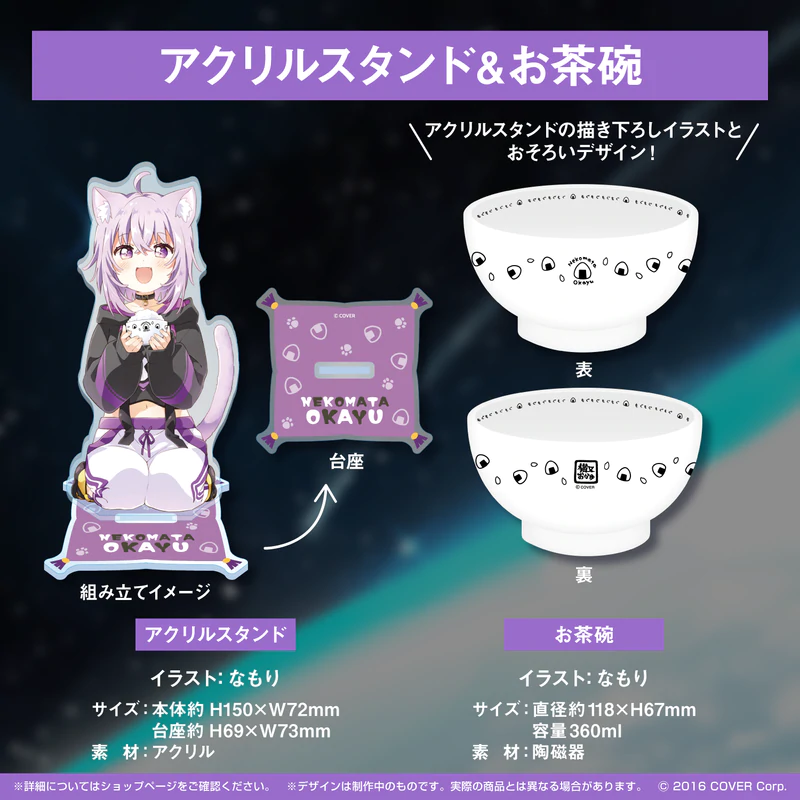 アクリルスタンド&お茶碗
アクリルスタンドの描き下ろしイラストと
おそろいデザイン!
Nekomata
Okayu
表
© COVER
NEKOMATA
OKAYU
台座
猫又
おかゆ
© COVER
裏
NEKOMATA
OKAYU
組み立てイメージ
アクリルスタンド
イラスト: なもり
サイズ:本体約 H150×W72mm
台座約 H69×W73mm
素 材:アクリル
お茶碗
イラスト: なもり
サイズ:直径約118×H67mm
容量360ml
素 材:陶磁器
※詳細についてはショップページをご確認ください。 ※デザインは制作中のものです。実際の商品とは異なる場合があります。 © 2016 COVER Corp.